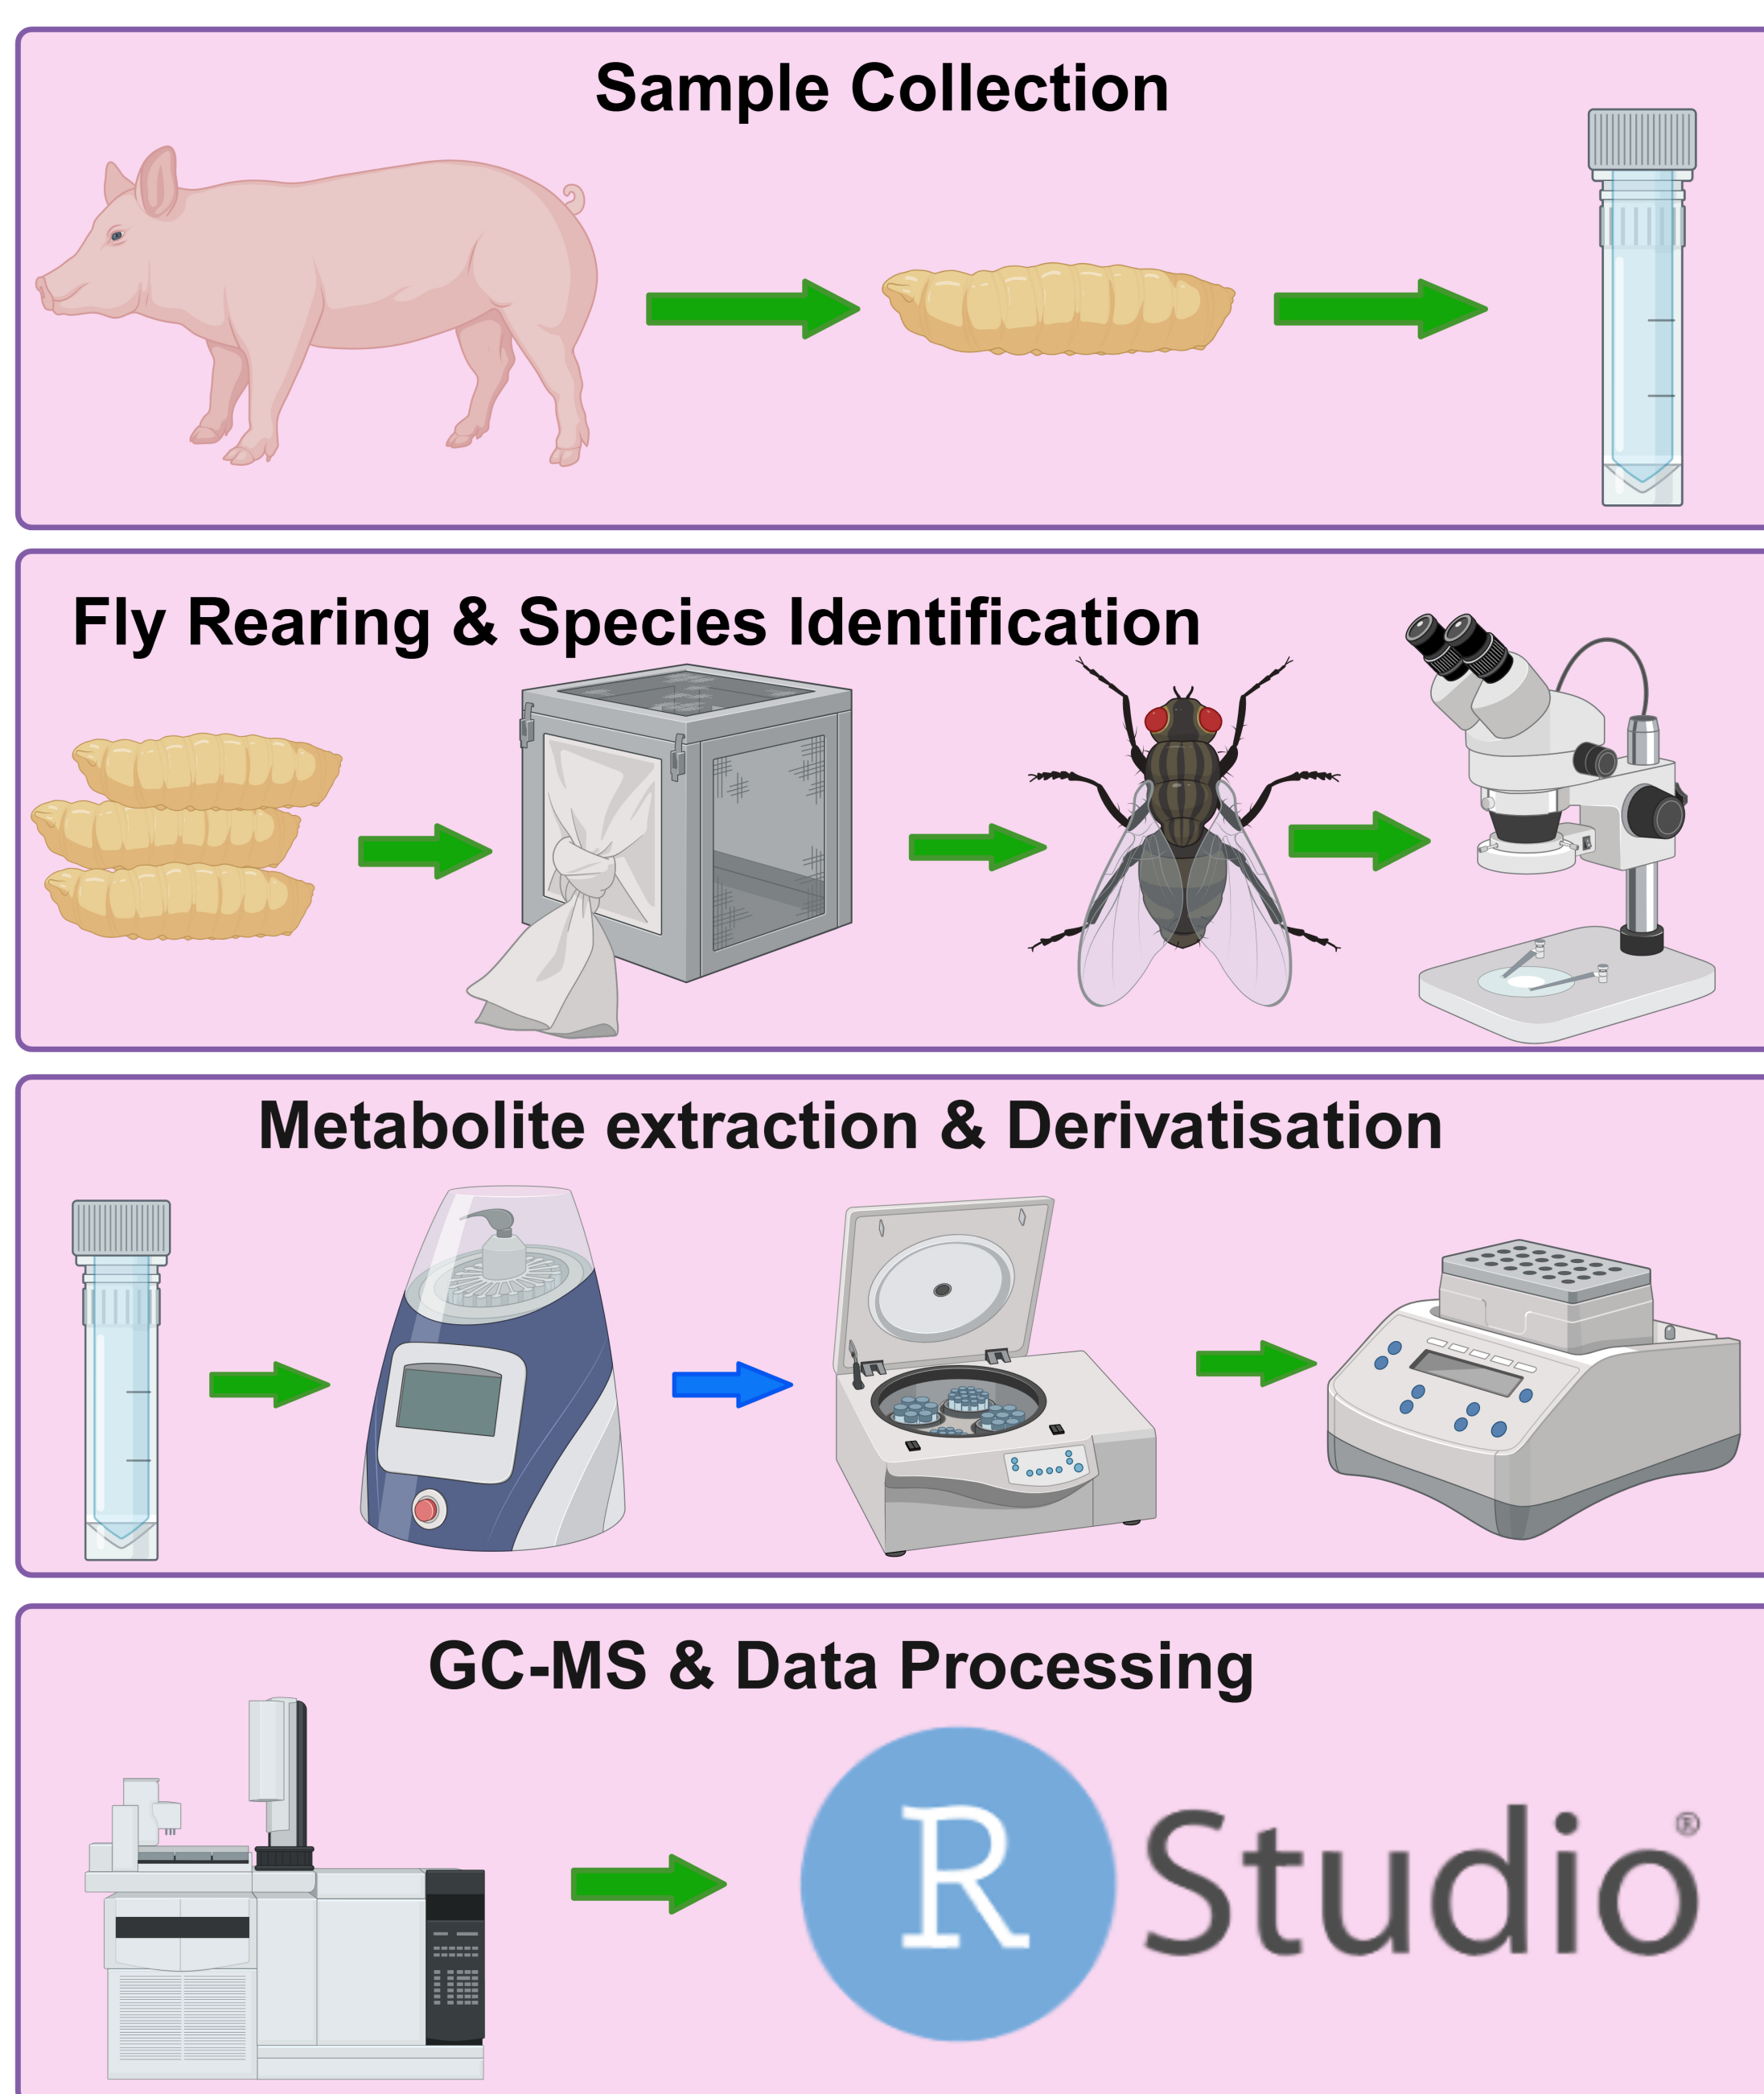 Sample Collection
Fly Rearing & Species Identification
Metabolite extraction & Derivatisation
GC-MS & Data Processing
R Studio®